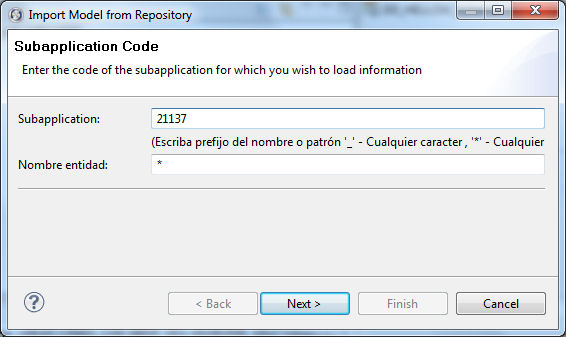 Import Model from Repository
Subapplication Code
Enter the code of the subapplication for which you wish to load information
Subapplication: 21137
(Escriba prefijo del nombre o patrón '_' - Cualquier caracter , '*' - Cualquier
Nombre entidad: *
? < Back Next > Finish Cancel